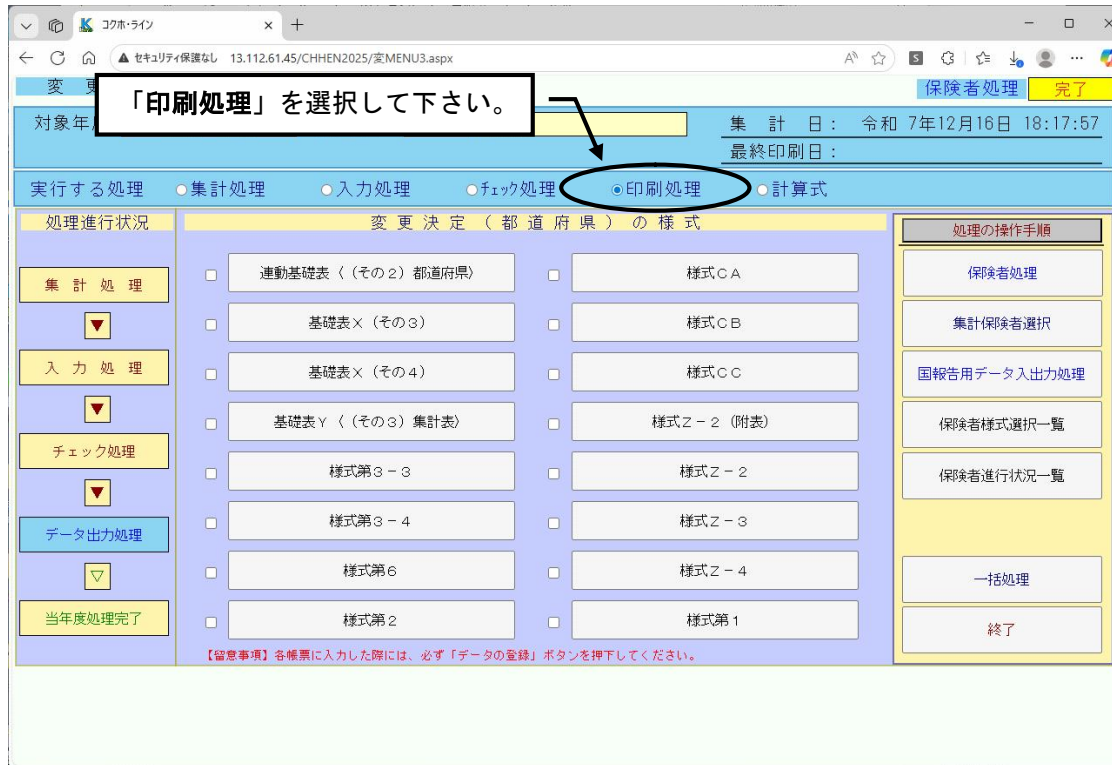 コクホ・ライン
セキュリティ保護なし 13.112.61.45/CHHEN2025/変MENU3.aspx
変 更
保険者処理 完了
「印刷処理」を選択して下さい。
対象年
集 計 日： 令和 7年12月16日 18:17:57
最終印刷日：
実行する処理 集計処理 入力処理 チェック処理 印刷処理 計算式
処理進行状況
変更決定（都道府県）の様式
処理の操作手順
集計処理
入力処理
チェック処理
データ出力処理
当年度処理完了
連動基礎表〈（その２）都道府県〉 様式ＣＡ
基礎表Ｘ（その３） 様式ＣＢ
基礎表Ｘ（その４） 様式ＣＣ
基礎表Ｙ〈（その３）集計表〉 様式Ｚ－２（附表）
様式第３－３ 様式Ｚ－２
様式第３－４ 様式Ｚ－３
様式第６ 様式Ｚ－４
様式第２ 様式第１
【留意事項】各帳票に入力した際には、必ず「データの登録」ボタンを押下してください。
保険者処理
集計保険者選択
国報告用データ入出力処理
保険者様式選択一覧
保険者進行状況一覧
一括処理
終了